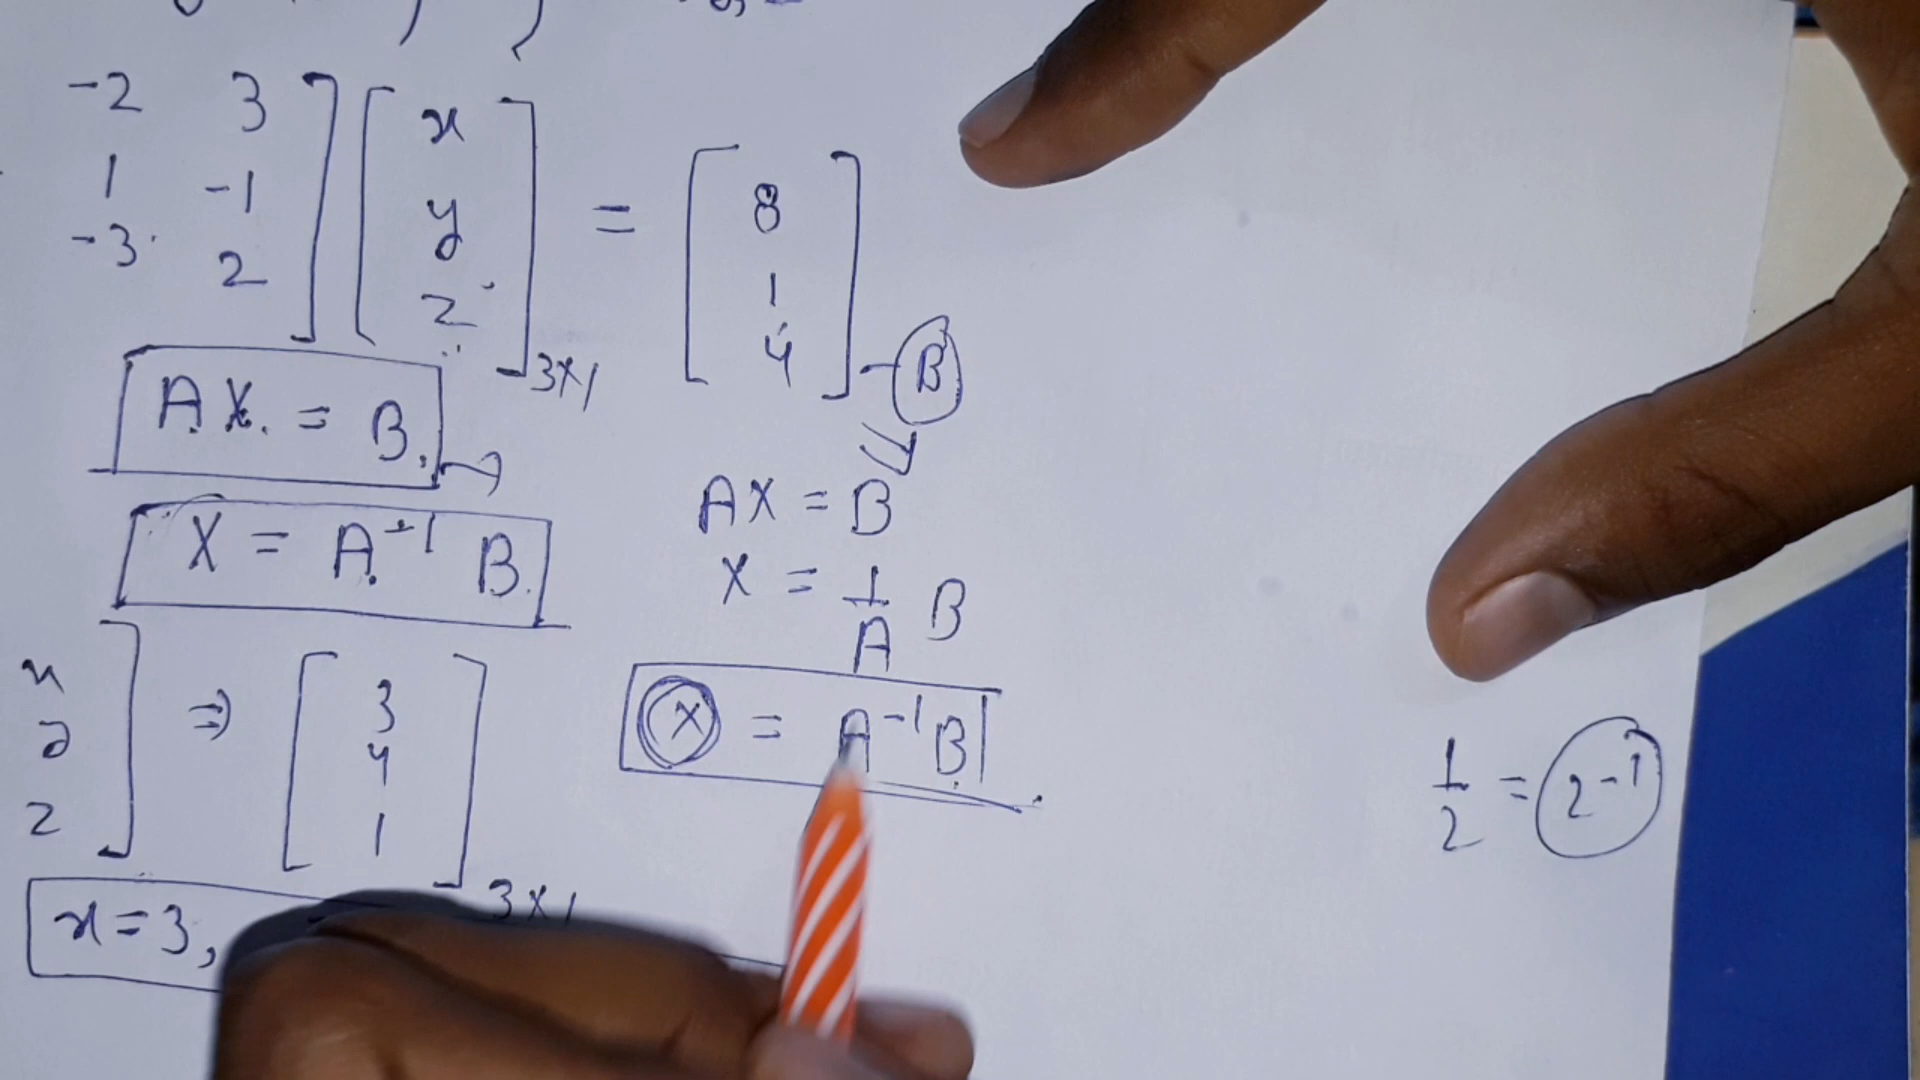 -2 3
1 -1
-3 2
x
y
z
3×1
=
8
1
4
B
AX = B
X = A⁻¹ B
AX = B
X = 1/A B
X = A⁻¹B
z
⇒
3
4
1
3×1
1/2 = 2⁻¹
x = 3,